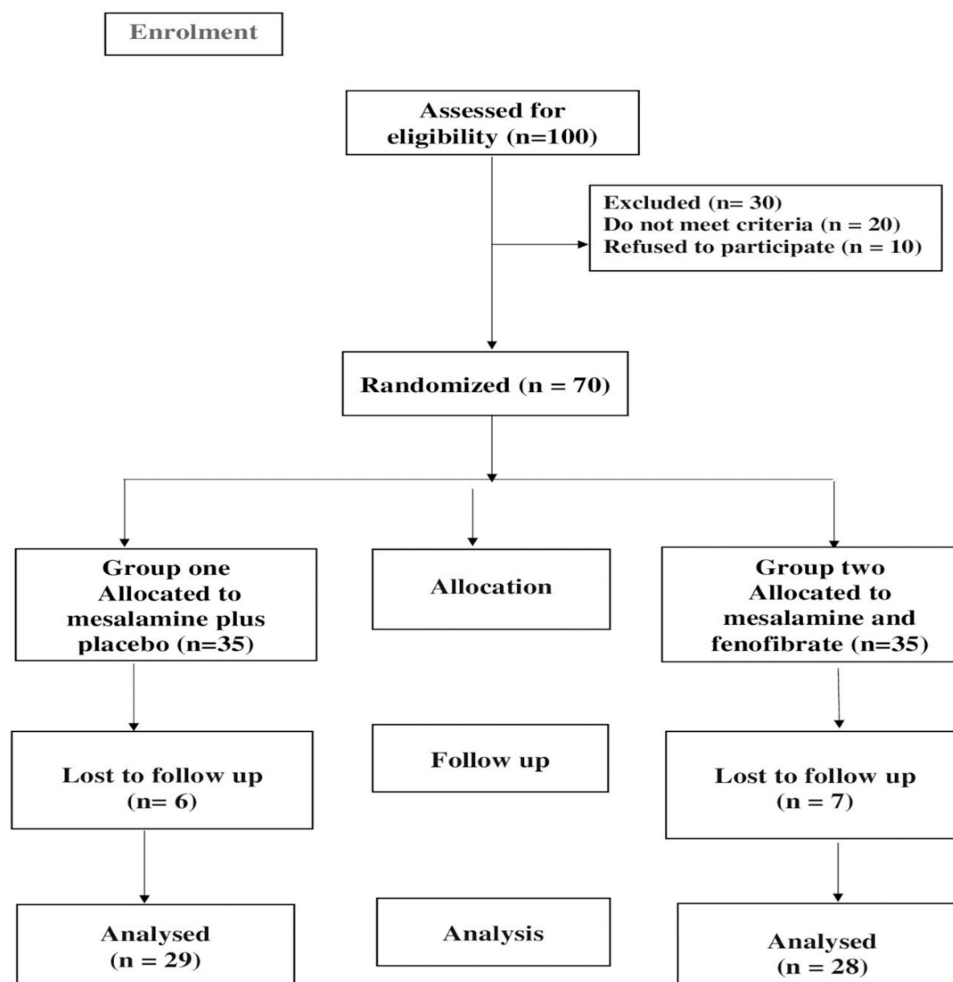 Enrolment
Assessed for
eligibility (n=100)
Excluded (n= 30)
Do not meet criteria (n = 20)
Refused to participate (n = 10)
Randomized (n = 70)
Group one
Allocated to
mesalamine plus
placebo (n=35)
Allocation
Group two
Allocated to
mesalamine and
fenofibrate (n=35)
Lost to follow up
(n= 6)
Follow up
Lost to follow up
(n = 7)
Analysed
(n = 29)
Analysis
Analysed
(n = 28)